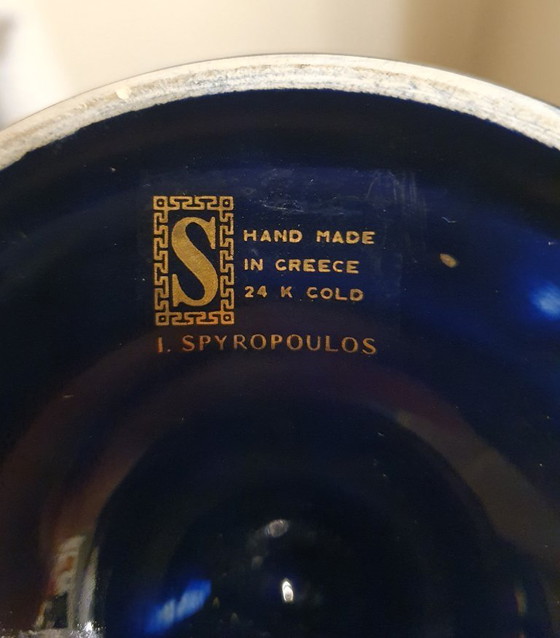 S
HAND MADE
IN GREECE
24 K GOLD
I. SPYROPOULOS